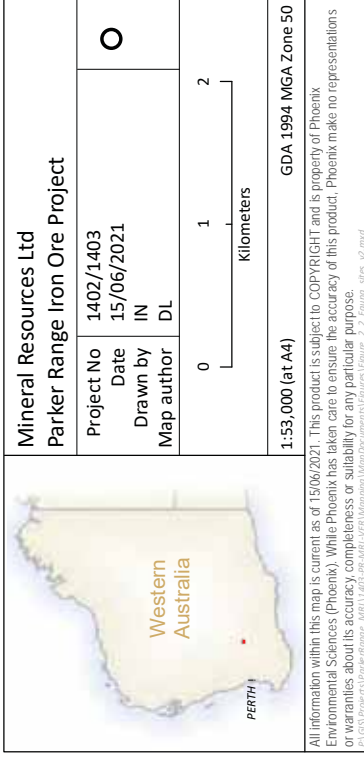 Mineral Resources Ltd
Parker Range Iron Ore Project
Project No 1402/1403
Date 15/06/2021
Drawn by IN
Map author DL
0 1 2
Kilometers
1:53,000 (at A4) GDA 1994 MGA Zone 50
Western
Australia
PERTH
All information within this map is current as of 15/06/2021. This product is subject to COPYRIGHT and is property of Phoenix
Environmental Sciences (Phoenix). While Phoenix has taken care to ensure the accuracy of this product, Phoenix make no representations
or warranties about its accuracy, completeness or suitability for any particular purpose.